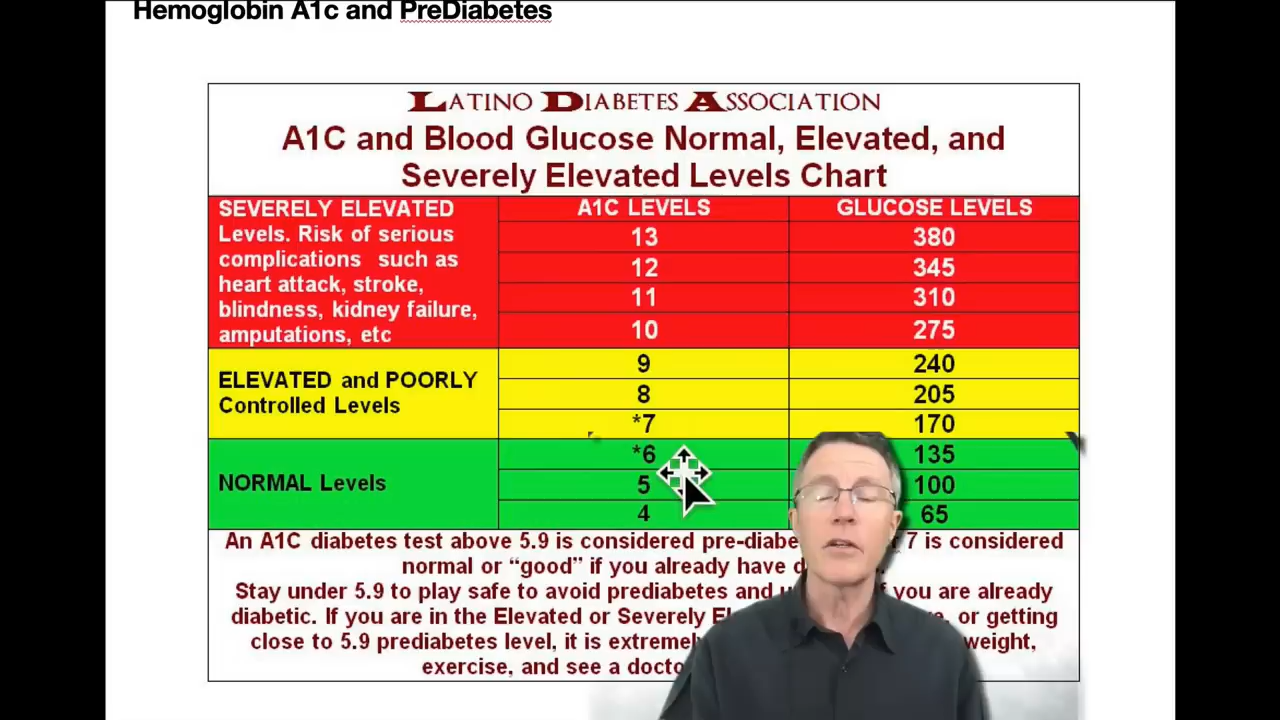 Hemoglobin A1c and PreDiabetes
LATINO DIABETES ASSOCIATION
A1C and Blood Glucose Normal, Elevated, and
Severely Elevated Levels Chart
SEVERELY ELEVATED
Levels. Risk of serious
complications such as
heart attack, stroke,
blindness, kidney failure,
amputations, etc
A1C LEVELS GLUCOSE LEVELS
13 380
12 345
11 310
10 275
ELEVATED and POORLY
Controlled Levels
9 240
8 205
*7 170
NORMAL Levels
*6 135
5 100
4 65
An A1C diabetes test above 5.9 is considered 7 is considered
normal or “good” if you already have
Stay under 5.9 to play safe to avoid prediabetes and you are already
diabetic. If you are in the Elevated or Severely or getting
close to 5.9 prediabetes level, it is weight,
exercise, and see a